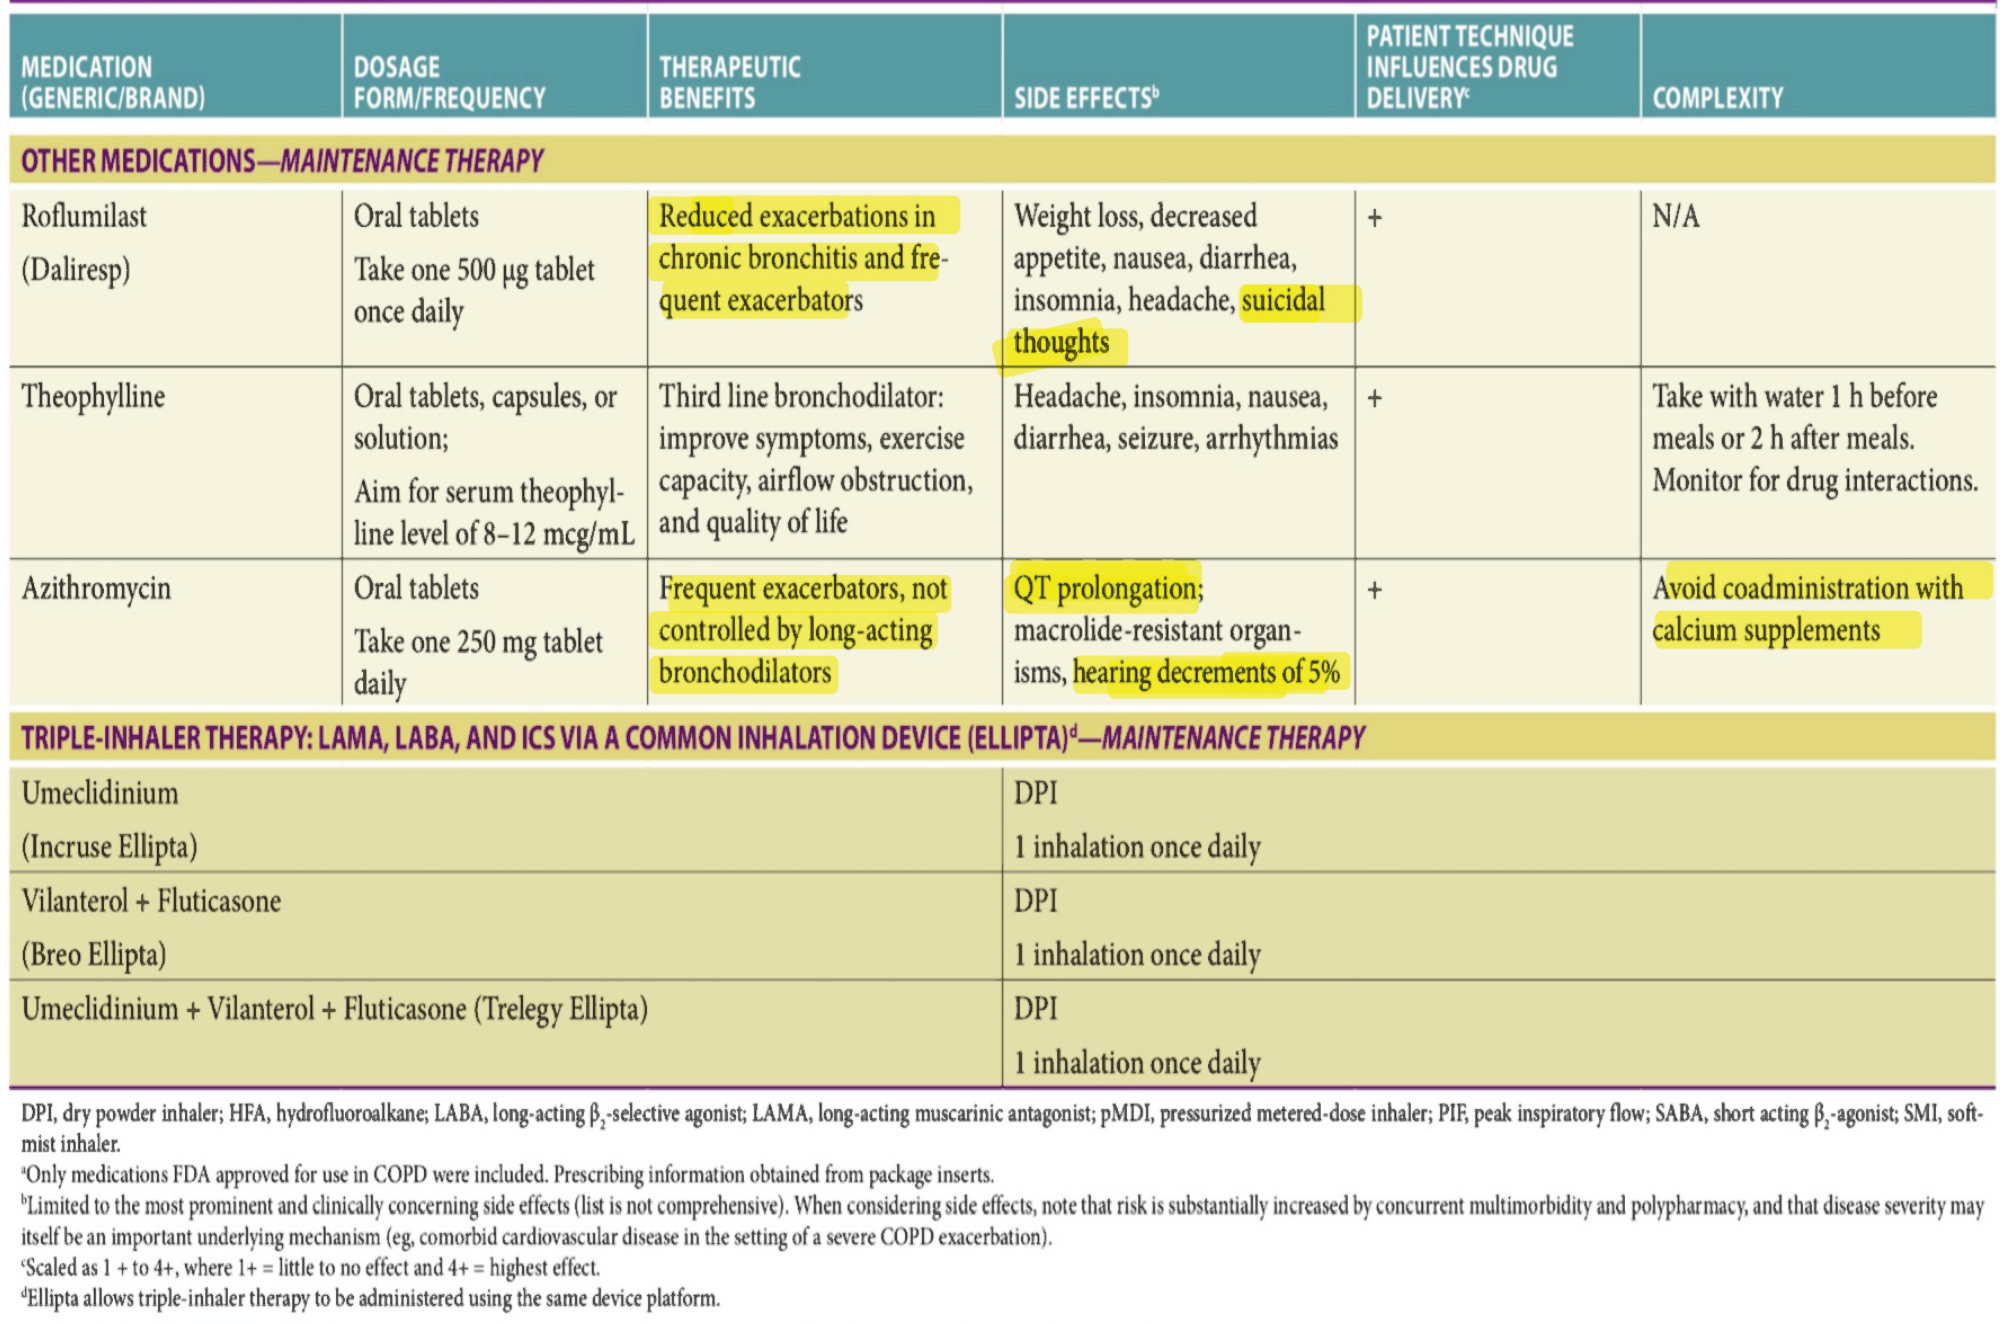 MEDICATION
(GENERIC/BRAND)
DOSAGE
FORM/FREQUENCY
THERAPEUTIC
BENEFITS
SIDE EFFECTSᵇ
PATIENT TECHNIQUE
INFLUENCES DRUG
DELIVERYᶜ
COMPLEXITY
OTHER MEDICATIONS—MAINTENANCE THERAPY
Roflumilast
(Daliresp)
Oral tablets
Take one 500 µg tablet
once daily
Reduced exacerbations in
chronic bronchitis and fre-
quent exacerbators
Weight loss, decreased
appetite, nausea, diarrhea,
insomnia, headache, suicidal
thoughts
+
N/A
Theophylline
Oral tablets, capsules, or
solution;
Aim for serum theophyl-
line level of 8–12 mcg/mL
Third line bronchodilator:
improve symptoms, exercise
capacity, airflow obstruction,
and quality of life
Headache, insomnia, nausea,
diarrhea, seizure, arrhythmias
+
Take with water 1 h before
meals or 2 h after meals.
Monitor for drug interactions.
Azithromycin
Oral tablets
Take one 250 mg tablet
daily
Frequent exacerbators, not
controlled by long-acting
bronchodilators
QT prolongation;
macrolide-resistant organ-
isms, hearing decrements of 5%
+
Avoid coadministration with
calcium supplements
TRIPLE-INHALER THERAPY: LAMA, LABA, AND ICS VIA A COMMON INHALATION DEVICE (ELLIPTA)ᵈ—MAINTENANCE THERAPY
Umeclidinium
(Incruse Ellipta)
DPI
1 inhalation once daily
Vilanterol + Fluticasone
(Breo Ellipta)
DPI
1 inhalation once daily
Umeclidinium + Vilanterol + Fluticasone (Trelegy Ellipta)
DPI
1 inhalation once daily
DPI, dry powder inhaler; HFA, hydrofluoroalkane; LABA, long-acting β₂-selective agonist; LAMA, long-acting muscarinic antagonist; pMDI, pressurized metered-dose inhaler; PIF, peak inspiratory flow; SABA, short acting β₂-agonist; SMI, soft-
mist inhaler.
ᵃOnly medications FDA approved for use in COPD were included. Prescribing information obtained from package inserts.
ᵇLimited to the most prominent and clinically concerning side effects (list is not comprehensive). When considering side effects, note that risk is substantially increased by concurrent multimorbidity and polypharmacy, and that disease severity may
itself be an important underlying mechanism (eg, comorbid cardiovascular disease in the setting of a severe COPD exacerbation).
ᶜScaled as 1 + to 4+, where 1+ = little to no effect and 4+ = highest effect.
ᵈEllipta allows triple-inhaler therapy to be administered using the same device platform.